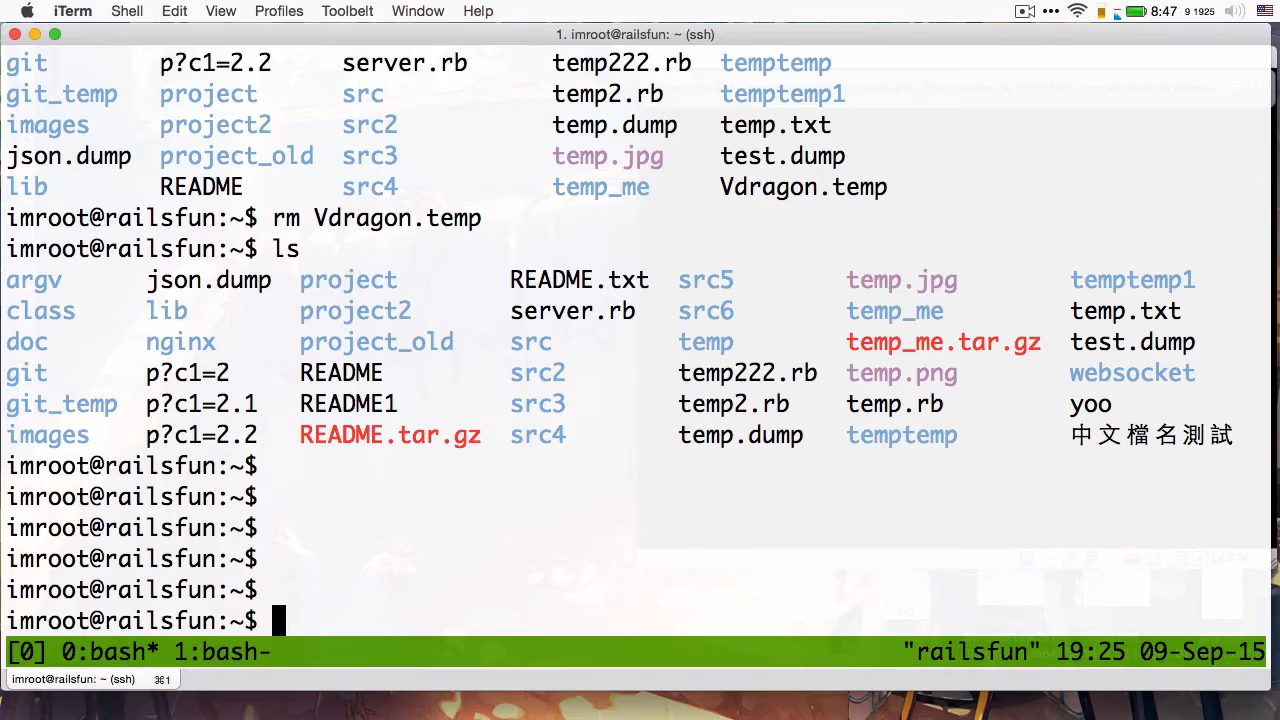 iTerm Shell Edit View Profiles Toolbelt Window Help 8:47 9 1925
1. imroot@railsfun: ~ (ssh)
git p?c1=2.2 server.rb temp222.rb temptemp
git_temp project src temp2.rb temptemp1
images project2 src2 temp.dump temp.txt
json.dump project_old src3 temp.jpg test.dump
lib README src4 temp_me Vdragon.temp
imroot@railsfun:~$ rm Vdragon.temp
imroot@railsfun:~$ ls
argv json.dump project README.txt src5 temp.jpg temptemp1
class lib project2 server.rb src6 temp_me temp.txt
doc nginx project_old src temp temp_me.tar.gz test.dump
git p?c1=2 README src2 temp222.rb temp.png websocket
git_temp p?c1=2.1 README1 src3 temp2.rb temp.rb yoo
images p?c1=2.2 README.tar.gz src4 temp.dump temptemp 中文檔名測試
imroot@railsfun:~$
imroot@railsfun:~$
imroot@railsfun:~$
imroot@railsfun:~$
imroot@railsfun:~$
imroot@railsfun:~$
[0] 0:bash* 1:bash- "railsfun" 19:25 09-Sep-15
imroot@railsfun: ~ (ssh) ⌘1